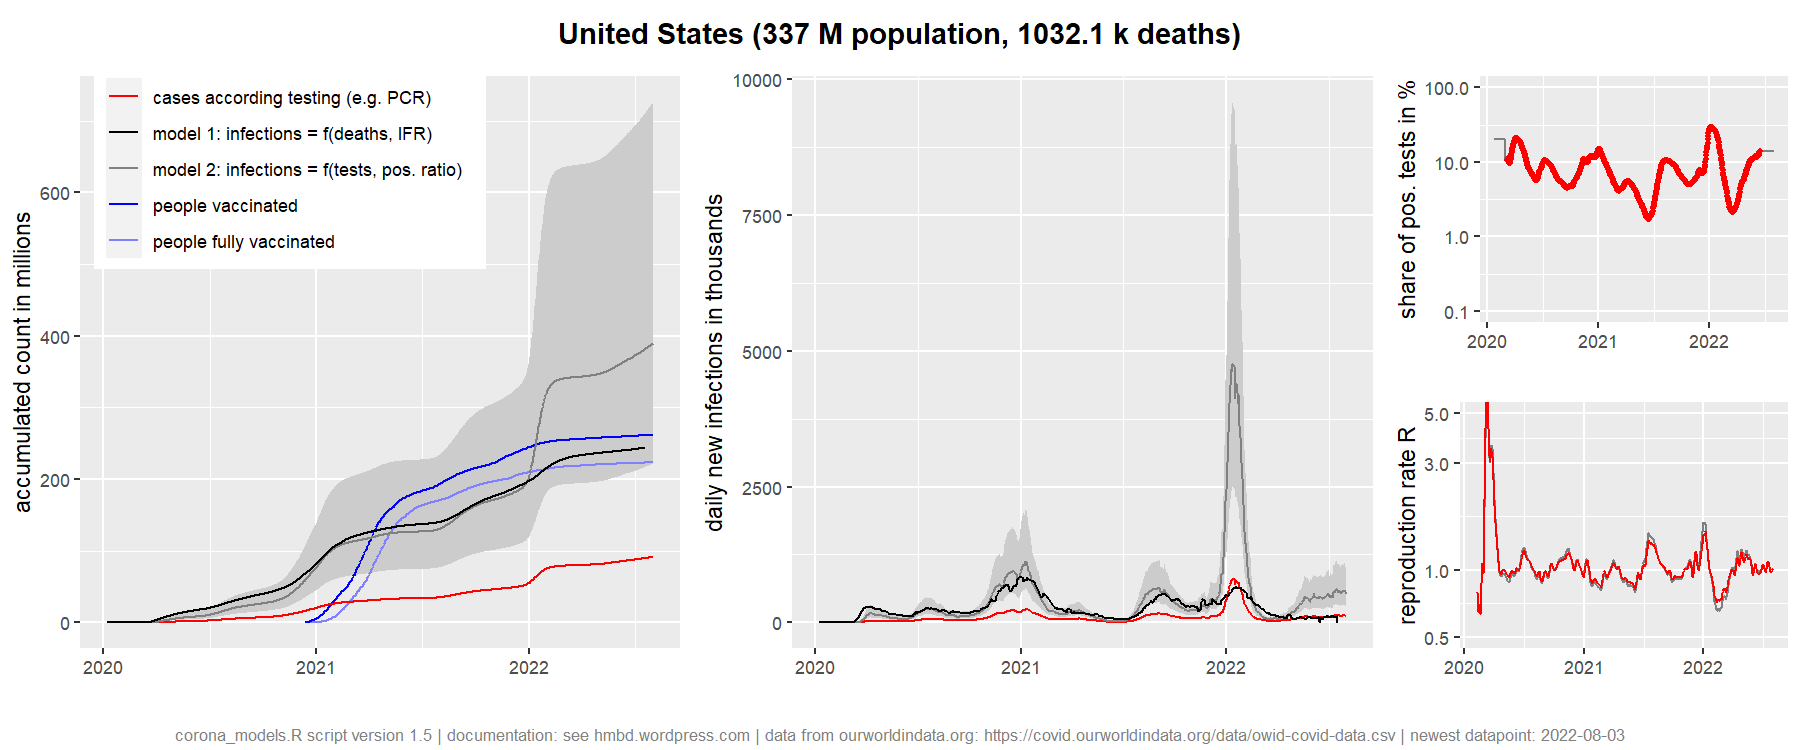 United States (337 M population, 1032.1 k deaths)
accumulated count in millions
600
400
200
0
2020
2021
2022
cases according testing (e.g. PCR)
model 1: infections = f(deaths, IFR)
model 2: infections = f(tests, pos. ratio)
people vaccinated
people fully vaccinated
daily new infections in thousands
10000
7500
5000
2500
0
2020
2021
2022
share of pos. tests in %
100.0
10.0
1.0
0.1
2020
2021
2022
reproduction rate R
5.0
3.0
1.0
0.5
2020
2021
2022
corona_models.R script version 1.5 | documentation: see hmbd.wordpress.com | data from ourworldindata.org: https://covid.ourworldindata.org/data/owid-covid-data.csv | newest datapoint: 2022-08-03